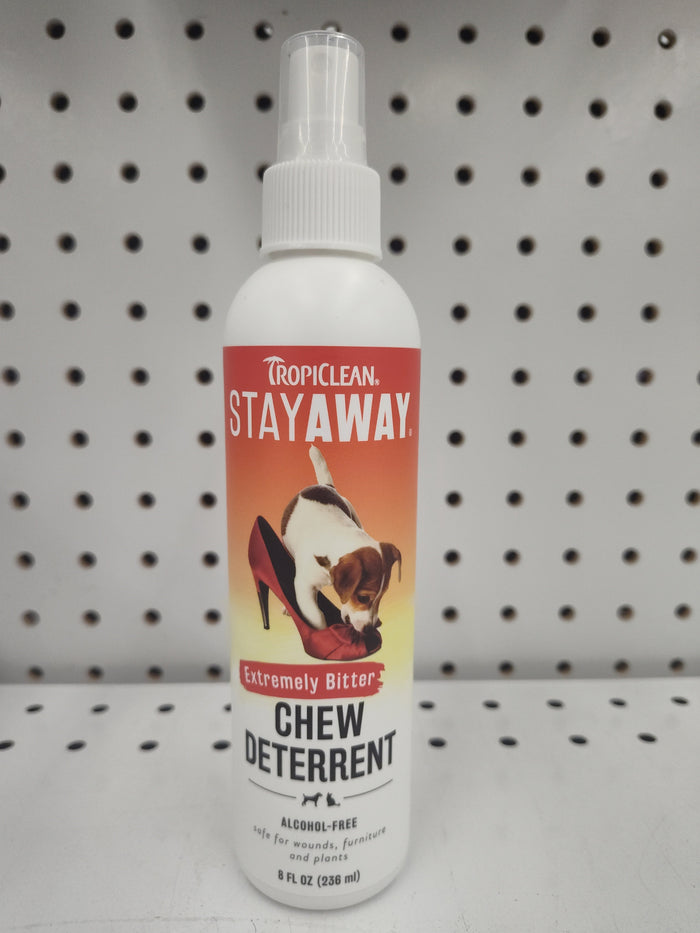 TROPICLEAN®
STAYAWAY®
Extremely Bitter
CHEW
DETERRENT
ALCOHOL-FREE
safe for wounds, furniture
and plants
8 FL OZ (236 ml)